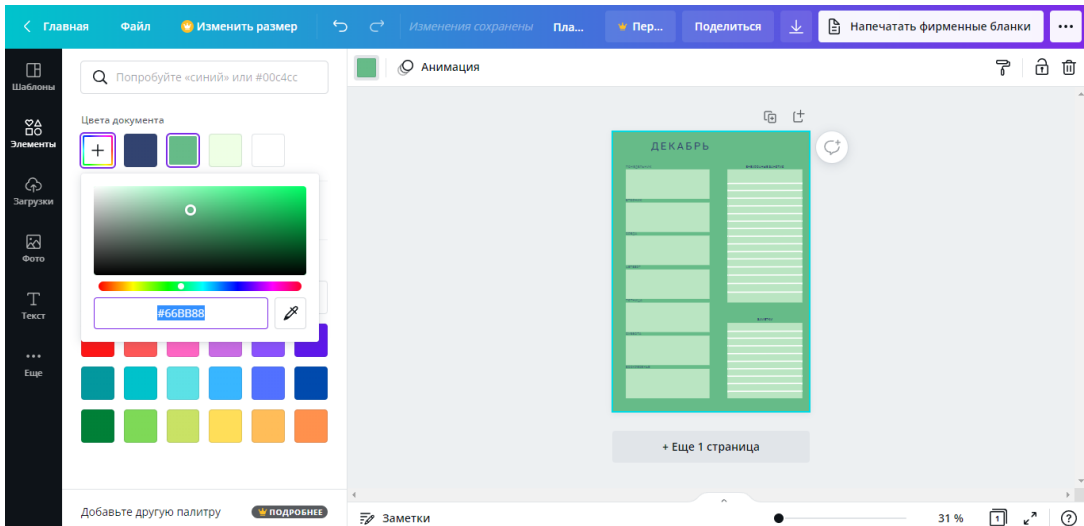 Главная
Файл
Изменить размер
Изменения сохранены
Пла...
Пер...
Поделиться
Напечатать фирменные бланки
Шаблоны
Элементы
Загрузки
Фото
Текст
Еще
Попробуйте «синий» или #00c4cc
Цвета документа
#66BB88
Добавьте другую палитру
ПОДРОБНЕЕ
Анимация
ДЕКАБРЬ
+ Еще 1 страница
Заметки
31 %
1